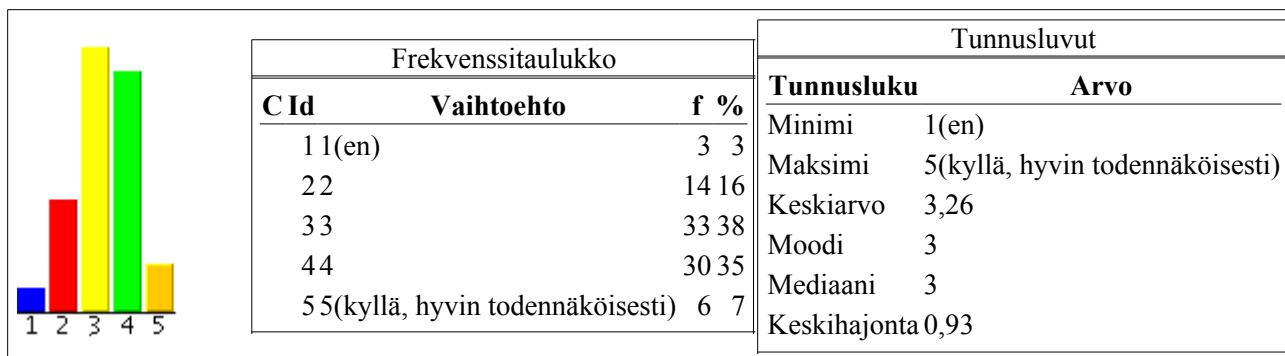 1 2 3 4 5
Frekvenssitaulukko
C Id Vaihtoehto f %
1 1(en) 3 3
2 2 14 16
3 3 33 38
4 4 30 35
5 5(kyllä, hyvin todennäköisesti) 6 7
Tunnusluvut
Tunnusluku Arvo
Minimi 1(en)
Maksimi 5(kyllä, hyvin todennäköisesti)
Keskiarvo 3,26
Moodi 3
Mediaani 3
Keskihajonta 0,93